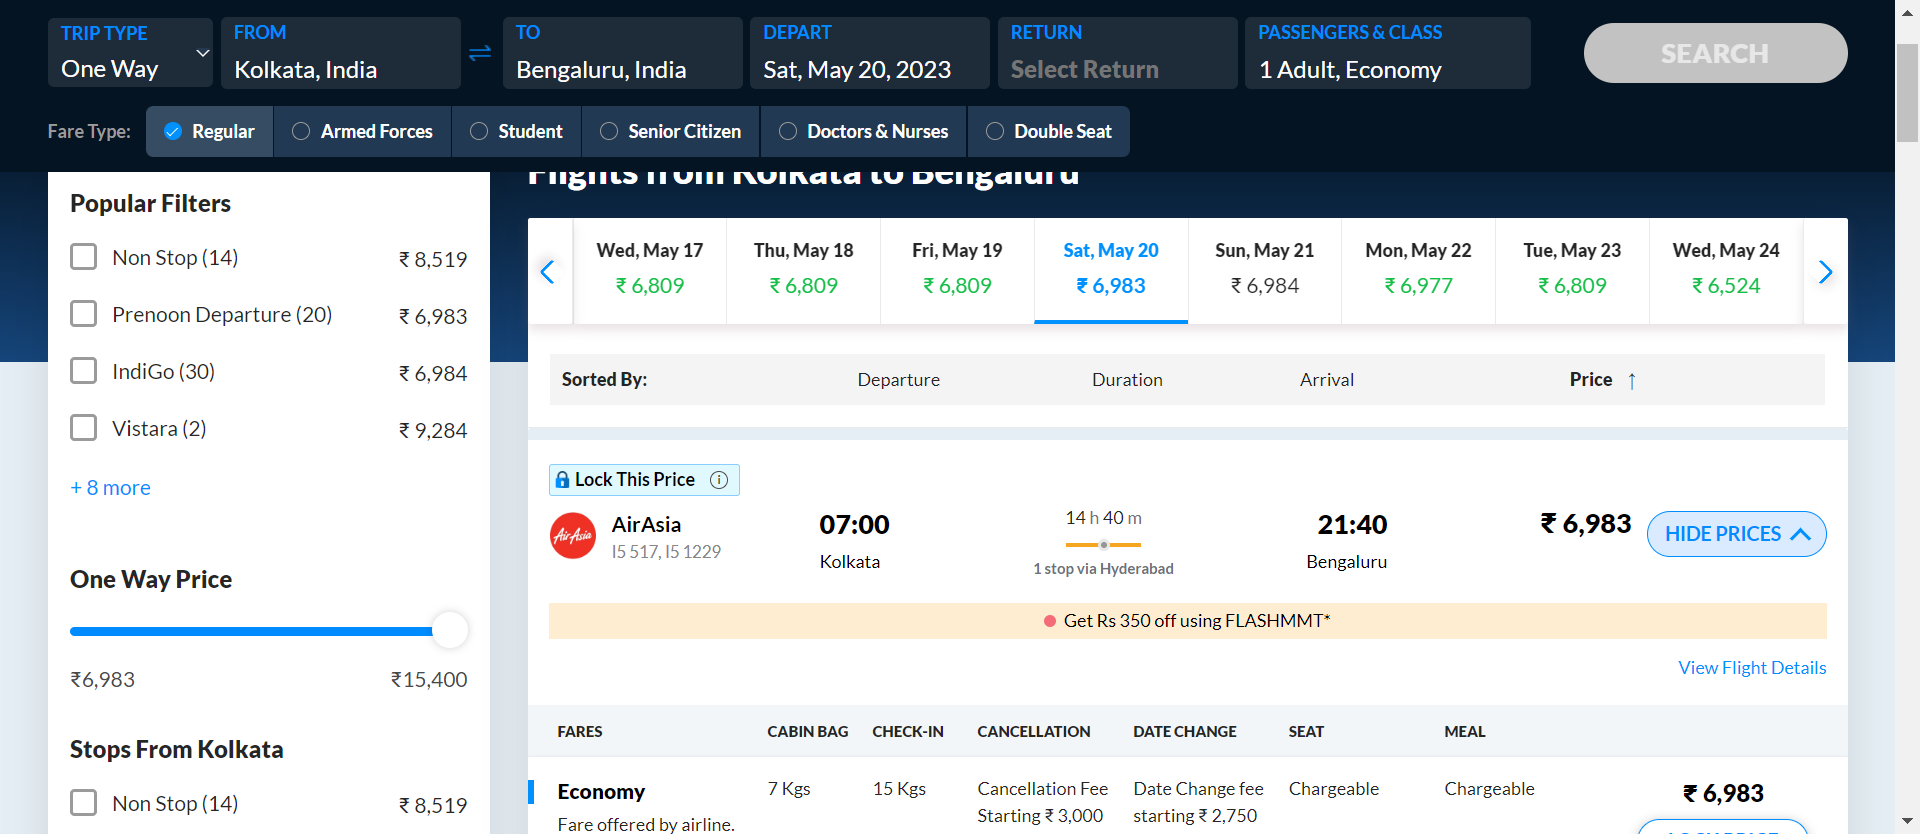 TRIP TYPE
One Way
FROM
Kolkata, India
TO
Bengaluru, India
DEPART
Sat, May 20, 2023
RETURN
Select Return
PASSENGERS & CLASS
1 Adult, Economy
SEARCH
Fare Type:
Regular
Armed Forces
Student
Senior Citizen
Doctors & Nurses
Double Seat
Flights from Kolkata to Bengaluru
Popular Filters
Non Stop (14) ₹ 8,519
Prenoon Departure (20) ₹ 6,983
IndiGo (30) ₹ 6,984
Vistara (2) ₹ 9,284
+ 8 more
One Way Price
₹6,983 ₹15,400
Stops From Kolkata
Non Stop (14) ₹ 8,519
Wed, May 17
₹ 6,809
Thu, May 18
₹ 6,809
Fri, May 19
₹ 6,809
Sat, May 20
₹ 6,983
Sun, May 21
₹ 6,984
Mon, May 22
₹ 6,977
Tue, May 23
₹ 6,809
Wed, May 24
₹ 6,524
Sorted By: Departure Duration Arrival Price ↑
Lock This Price
AirAsia
AirAsia
I5 517, I5 1229
07:00
Kolkata
14 h 40 m
1 stop via Hyderabad
21:40
Bengaluru
₹ 6,983
HIDE PRICES
Get Rs 350 off using FLASHMMT*
View Flight Details
FARES CABIN BAG CHECK-IN CANCELLATION DATE CHANGE SEAT MEAL
Economy
Fare offered by airline.
7 Kgs
15 Kgs
Cancellation Fee
Starting ₹ 3,000
Date Change fee
starting ₹ 2,750
Chargeable
Chargeable
₹ 6,983
LOCK PRICE